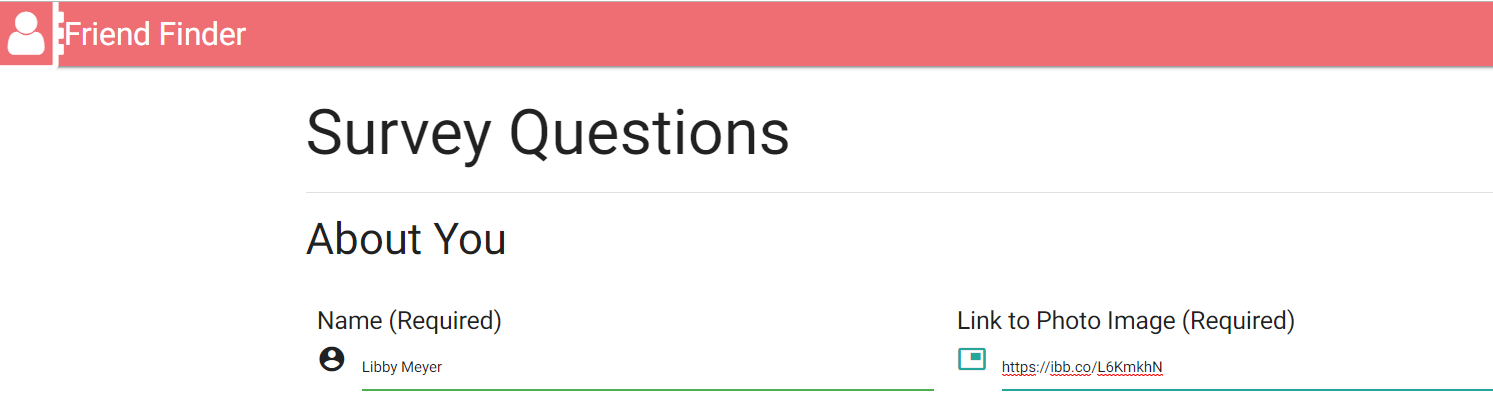 Friend Finder
Survey Questions
About You
Name (Required)
Link to Photo Image (Required)
Libby Meyer
https://ibb.co/L6KmkhN